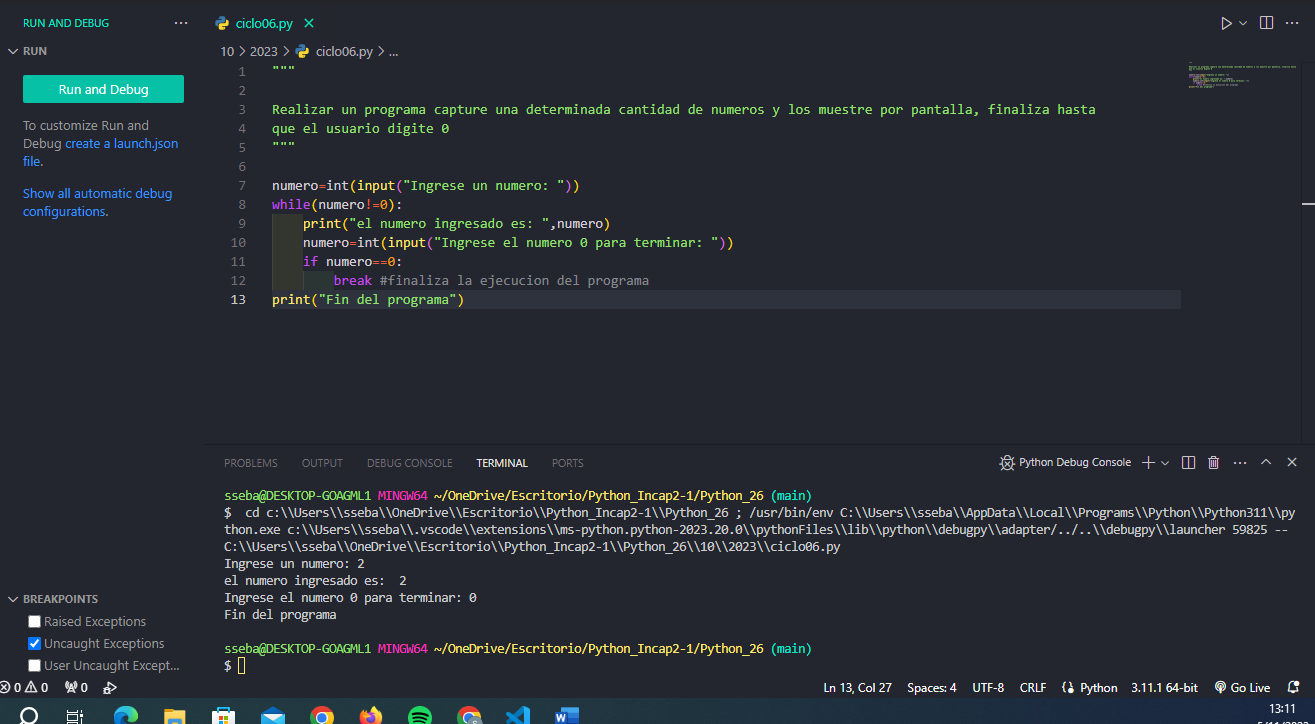 RUN AND DEBUG
···
ciclo06.py
RUN
10 > 2023 > ciclo06.py > ...
Run and Debug
To customize Run and
Debug create a launch.json
file.
Show all automatic debug
configurations.
1 """
2
3 Realizar un programa capture una determinada cantidad de numeros y los muestre por pantalla, finaliza hasta
4 que el usuario digite 0
5 """
6
7 numero=int(input("Ingrese un numero: "))
8 while(numero!=0):
9 print("el numero ingresado es: ",numero)
10 numero=int(input("Ingrese el numero 0 para terminar: "))
11 if numero==0:
12 break #finaliza la ejecucion del programa
13 print("Fin del programa")
PROBLEMS OUTPUT DEBUG CONSOLE TERMINAL PORTS
Python Debug Console
sseba@DESKTOP-GOAGML1 MINGW64 ~/OneDrive/Escritorio/Python_Incap2-1/Python_26 (main)
$  cd c:\\Users\\sseba\\OneDrive\\Escritorio\\Python_Incap2-1\\Python_26 ; /usr/bin/env C:\\Users\\sseba\\AppData\\Local\\Programs\\Python\\Python311\\py
thon.exe c:\\Users\\sseba\\.vscode\\extensions\\ms-python.python-2023.20.0\\pythonFiles\\lib\\python\\debugpy\\adapter/../..\\debugpy\\launcher 59825 --
C:\\Users\\sseba\\OneDrive\\Escritorio\\Python_Incap2-1\\Python_26\\10\\2023\\ciclo06.py
Ingrese un numero: 2
el numero ingresado es:  2
Ingrese el numero 0 para terminar: 0
Fin del programa
sseba@DESKTOP-GOAGML1 MINGW64 ~/OneDrive/Escritorio/Python_Incap2-1/Python_26 (main)
$
BREAKPOINTS
Raised Exceptions
Uncaught Exceptions
User Uncaught Except...
0 0 0
Ln 13, Col 27 Spaces: 4 UTF-8 CRLF Python 3.11.1 64-bit Go Live
13:11